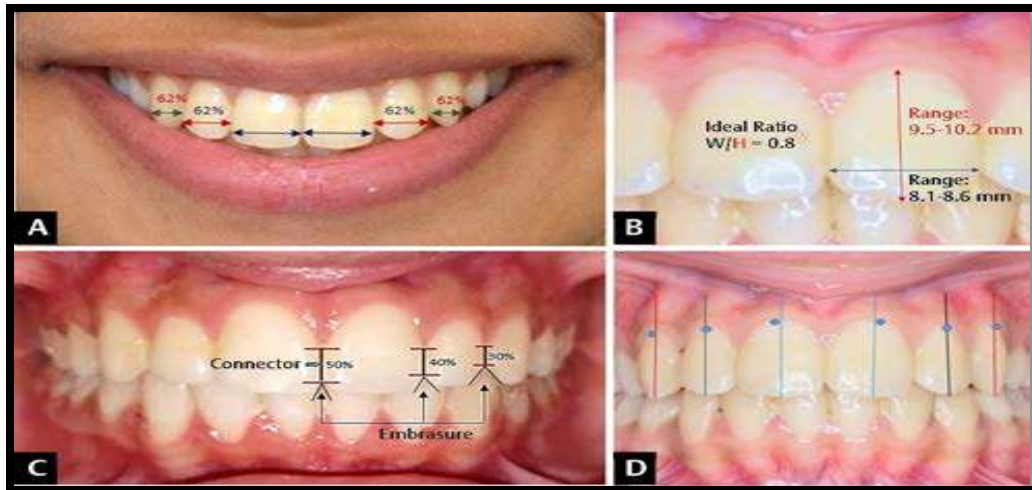 62%
62%
62%
62%
A
Ideal Ratio
W/H = 0.8
Range:
9.5-10.2 mm
Range:
8.1-8.6 mm
B
Connector
50%
40%
30%
Embrasure
C
D